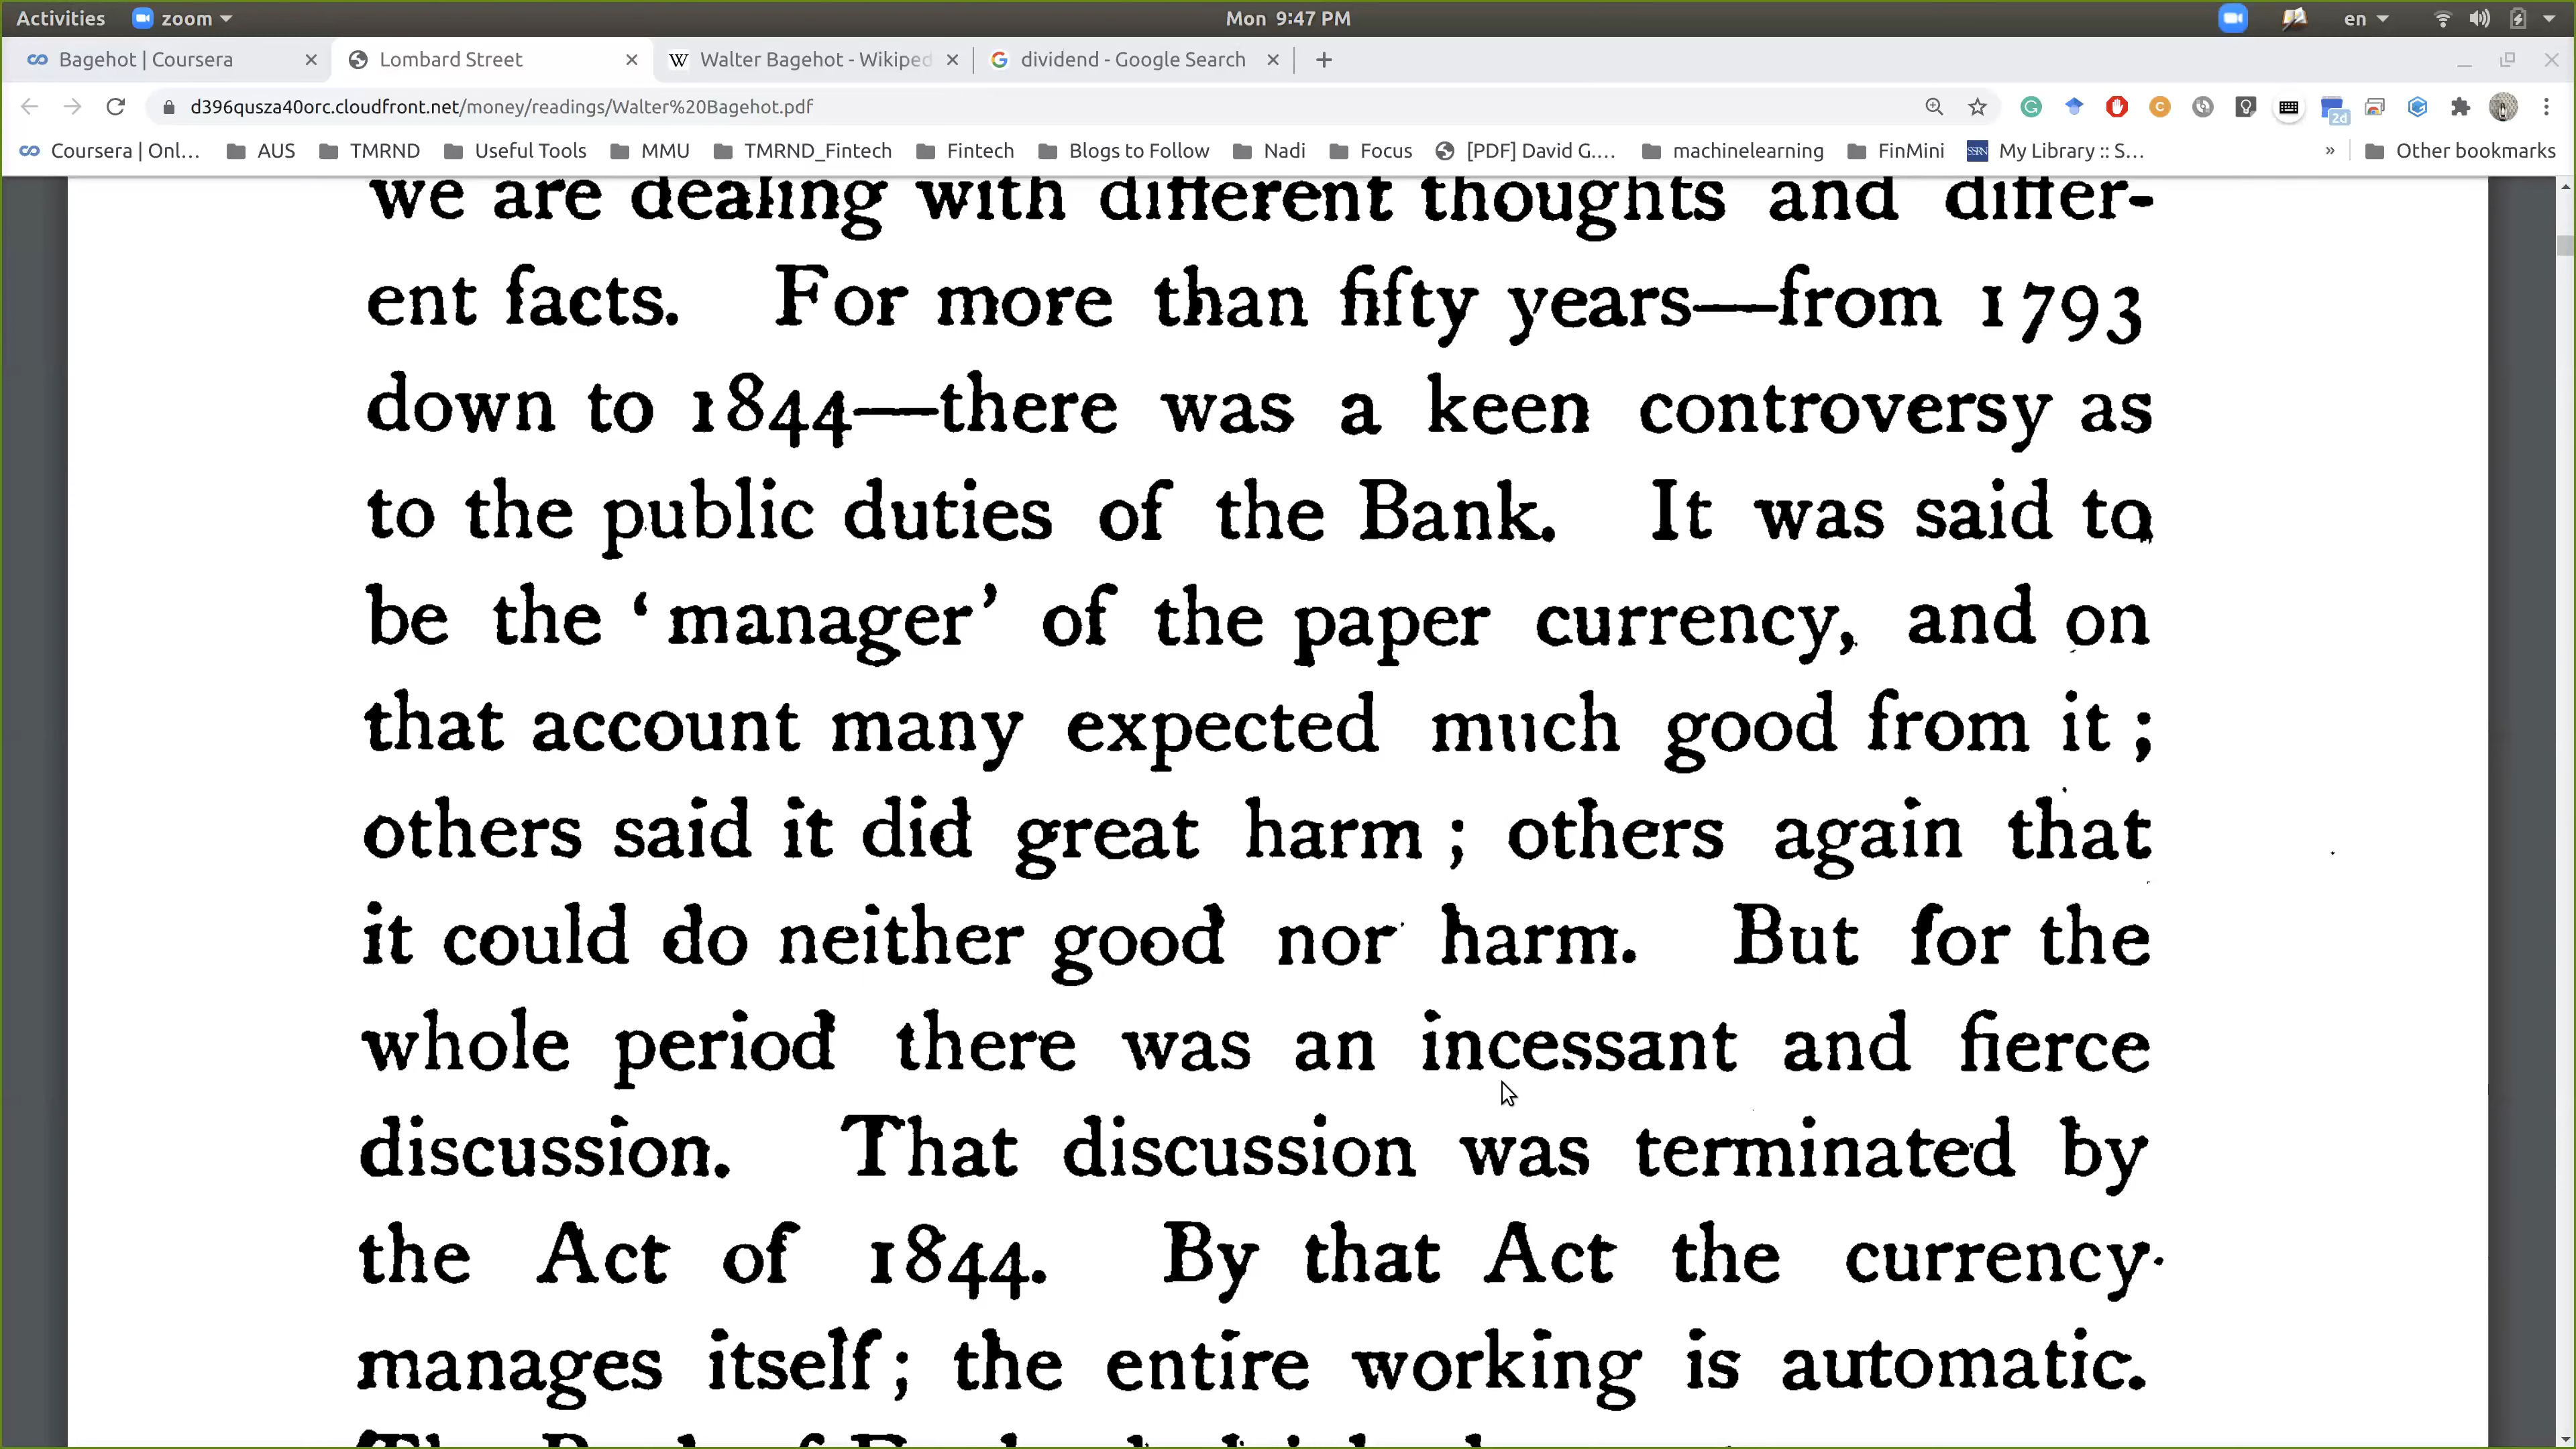 Activities zoom Mon 9:47 PM en
Bagehot | Coursera Lombard Street Walter Bagehot - Wikiped dividend - Google Search
d396qusza40orc.cloudfront.net/money/readings/Walter%20Bagehot.pdf
Coursera | Onl... AUS TMRND Useful Tools MMU TMRND_Fintech Fintech Blogs to Follow Nadi Focus [PDF] David G.... machinelearning FinMini My Library :: S... » Other bookmarks
we are dealing with different thoughts and differ-
ent facts. For more than fifty years—from 1793
down to 1844—there was a keen controversy as
to the public duties of the Bank. It was said to
be the ‘manager’ of the paper currency, and on
that account many expected much good from it ;
others said it did great harm ; others again that
it could do neither good nor harm. But for the
whole period there was an incessant and fierce
discussion. That discussion was terminated by
the Act of 1844. By that Act the currency
manages itself ; the entire working is automatic.